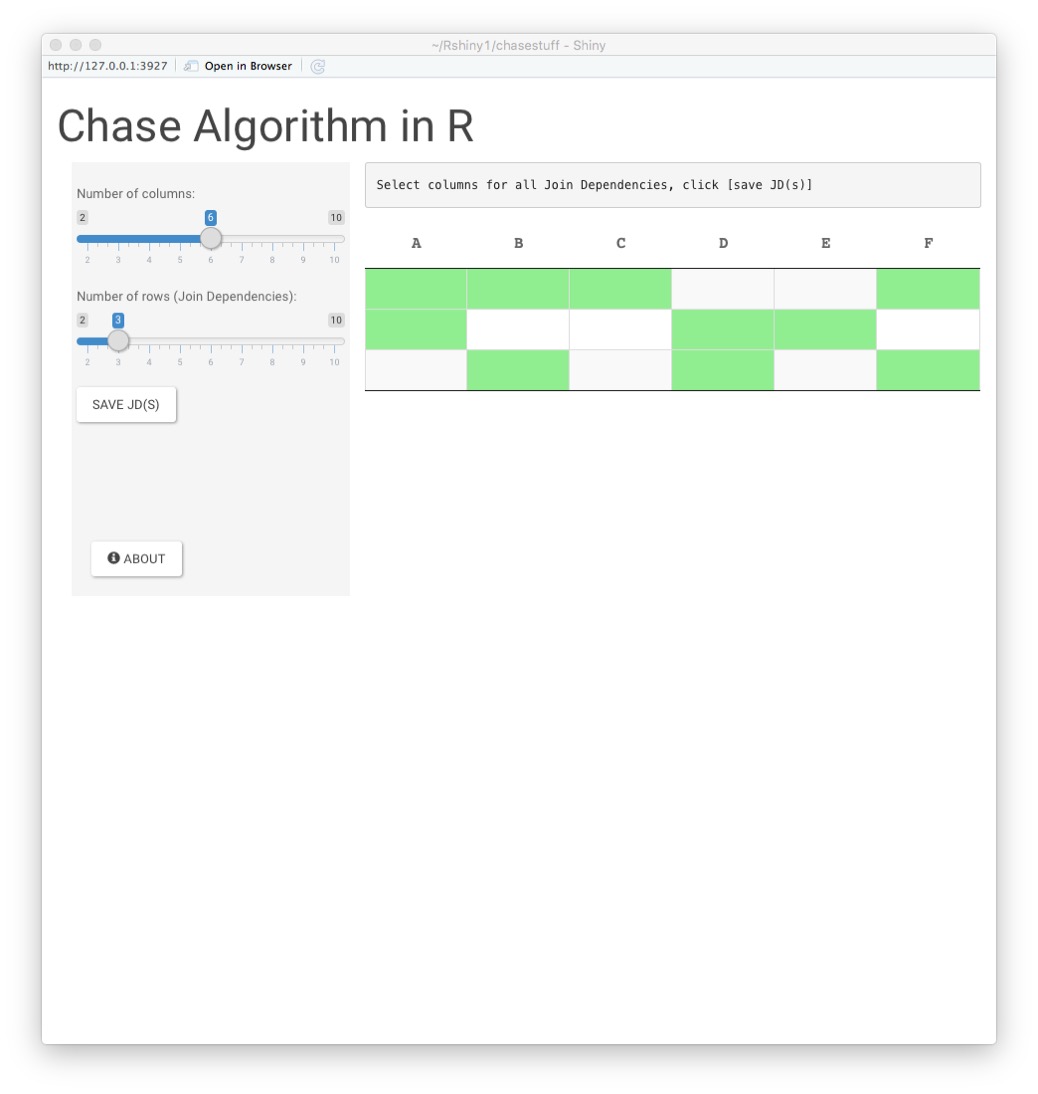 ~/Rshiny1/chasestuff - Shiny
http://127.0.0.1:3927 Open in Browser
Chase Algorithm in R
Number of columns:
2 6 10
2 3 4 5 6 7 8 9 10
Number of rows (Join Dependencies):
2 3 10
2 3 4 5 6 7 8 9 10
SAVE JD(S)
ABOUT
Select columns for all Join Dependencies, click [save JD(s)]
A B C D E F